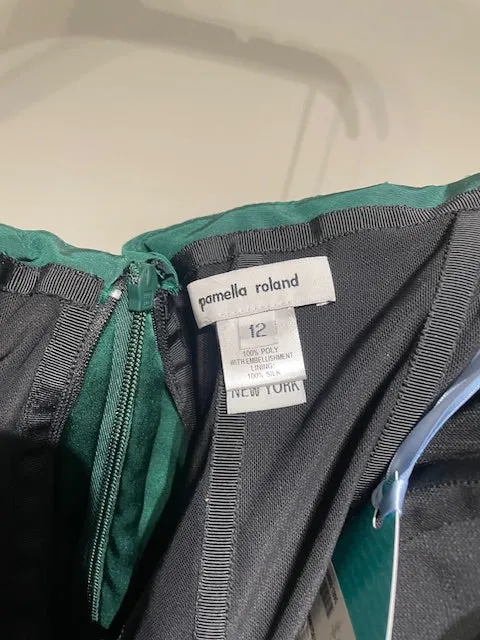 pamella roland
12
100% POLY
WITH EMBELLISHMENT
LINING:
100% SILK
NEW YORK